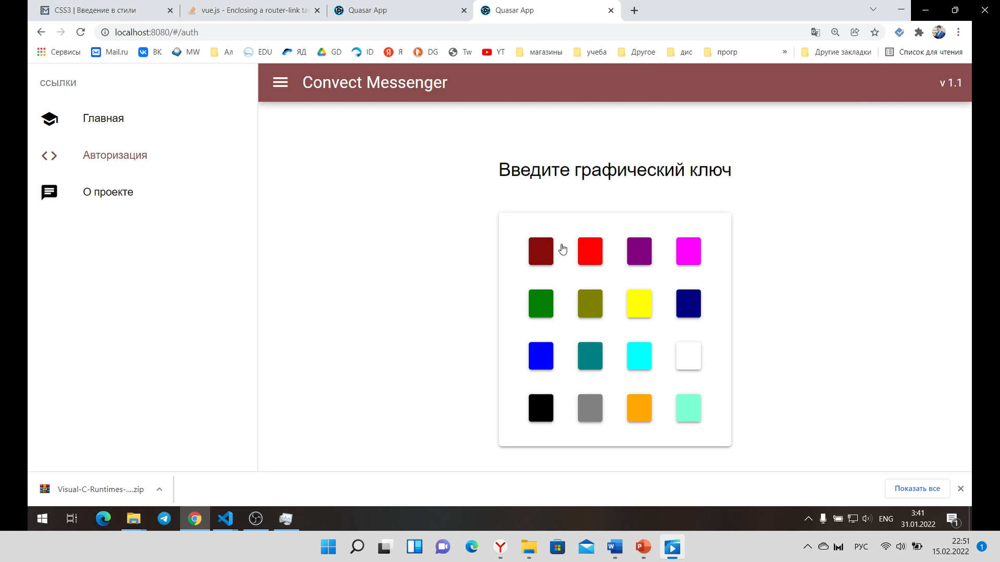 CSS3 | Введение в стили
vue.js - Enclosing a router-link ta
Quasar App
Quasar App
localhost:8080/#/auth
Сервисы
Mail.ru
ВК
MW
Ал
EDU
ЯД
GD
ID
Я
DG
Tw
YT
магазины
учеба
Другое
дис
прогр
»
Другие закладки
Список для чтения
ссылки
Главная
Авторизация
О проекте
Convect Messenger
v 1.1
Введите графический ключ
Visual-C-Runtimes-....zip
Показать все
ENG
3:41
31.01.2022
1
РУС
22:51
15.02.2022
1